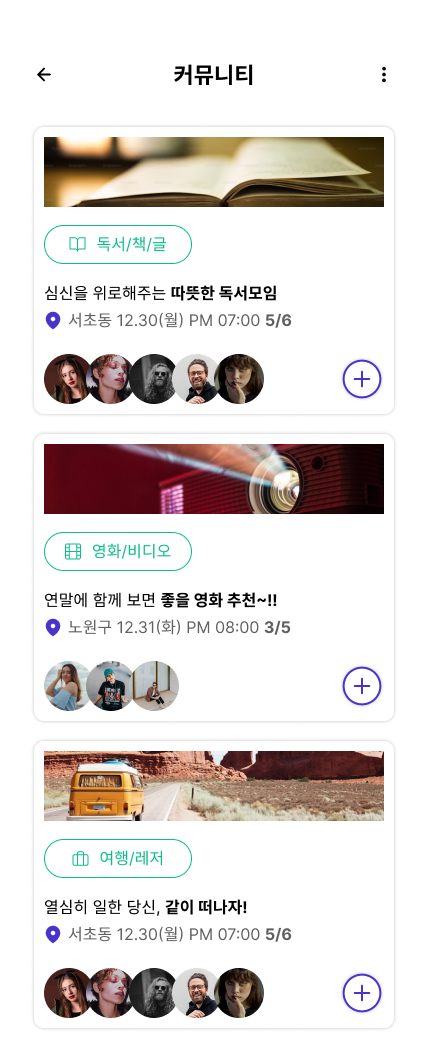 커뮤니티
독서/책/글
심신을 위로해주는 따뜻한 독서모임
서초동 12.30(월) PM 07:00 5/6
영화/비디오
연말에 함께 보면 좋을 영화 추천~!!
노원구 12.31(화) PM 08:00 3/5
여행/레저
열심히 일한 당신, 같이 떠나자!
서초동 12.30(월) PM 07:00 5/6